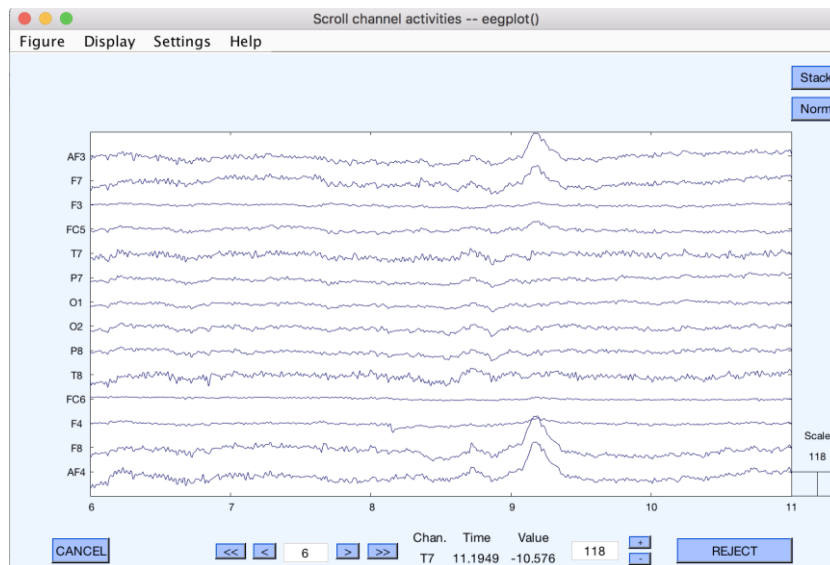 Scroll channel activities -- eegplot()
Figure Display Settings Help
Stack
Norm
AF3
F7
F3
FC5
T7
P7
O1
O2
P8
T8
FC6
F4
F8
AF4
Scale
118
6 7 8 9 10 11
CANCEL << < 6 > >> Chan. Time Value 118 + - REJECT
T7 11.1949 -10.576